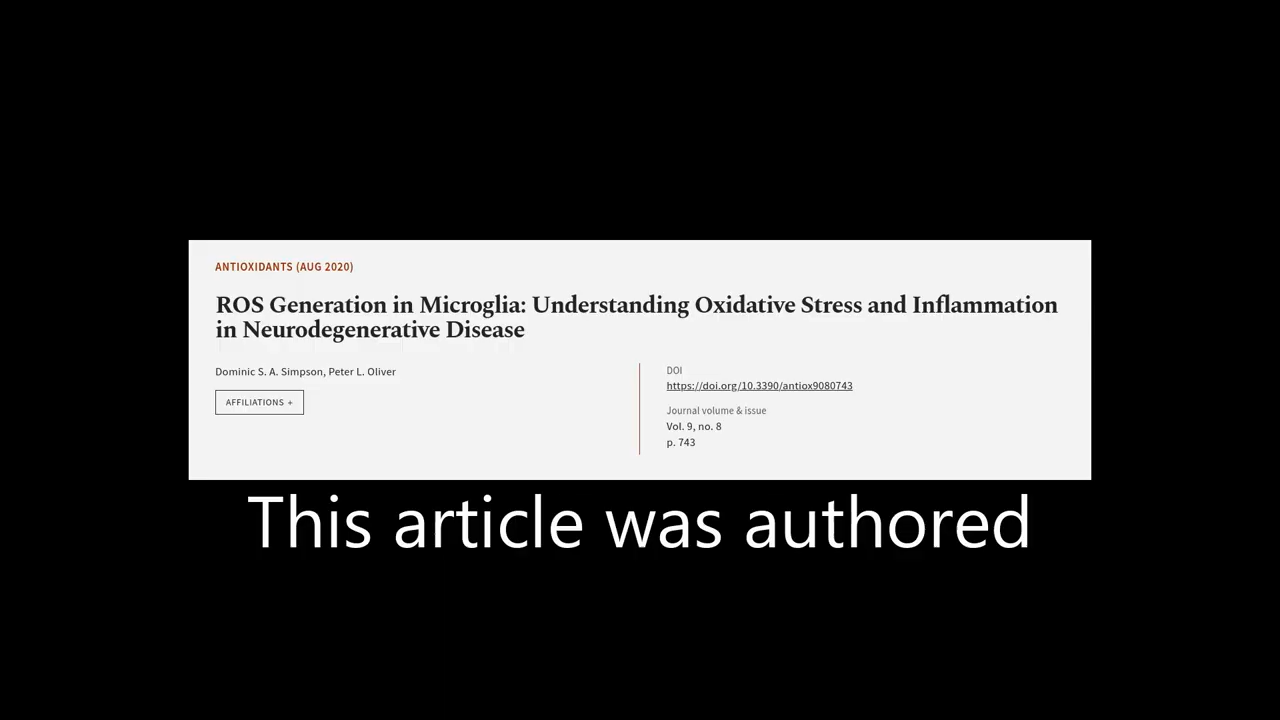 ANTIOXIDANTS (AUG 2020)
ROS Generation in Microglia: Understanding Oxidative Stress and Inflammation
in Neurodegenerative Disease
Dominic S. A. Simpson, Peter L. Oliver
AFFILIATIONS +
DOI
https://doi.org/10.3390/antiox9080743
Journal volume & issue
Vol. 9, no. 8
p. 743
This article was authored